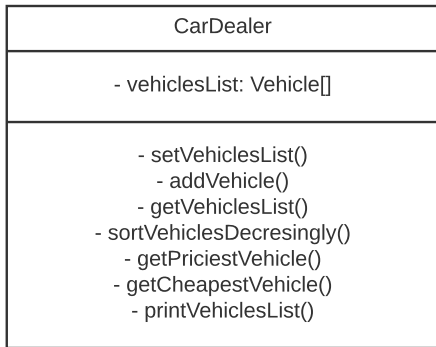 CarDealer
- vehiclesList: Vehicle[]
- setVehiclesList()
- addVehicle()
- getVehiclesList()
- sortVehiclesDecresingly()
- getPriciestVehicle()
- getCheapestVehicle()
- printVehiclesList()